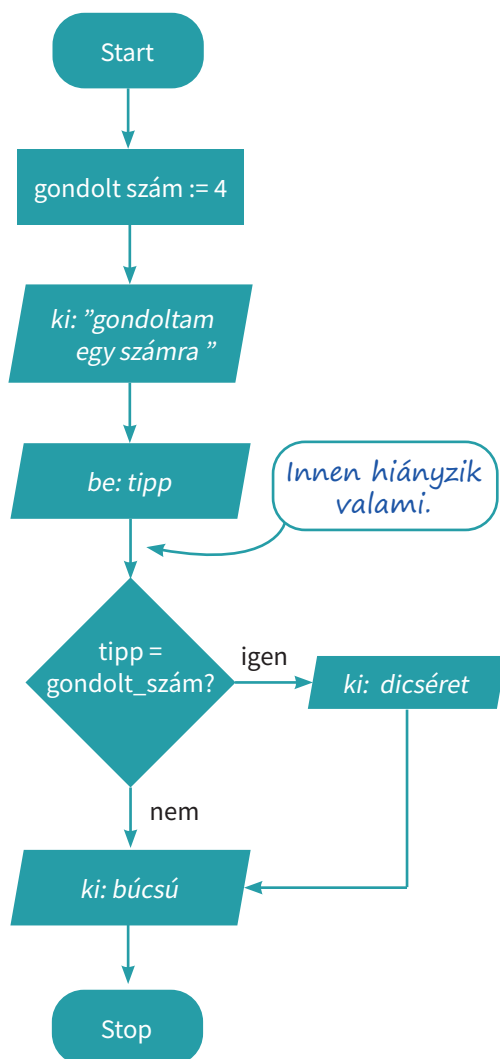 Start
gondolt szám := 4
ki: ”gondoltam
egy számra ”
be: tipp
Innen hiányzik
valami.
tipp =
gondolt_szám?
igen
ki: dicséret
nem
ki: búcsú
Stop